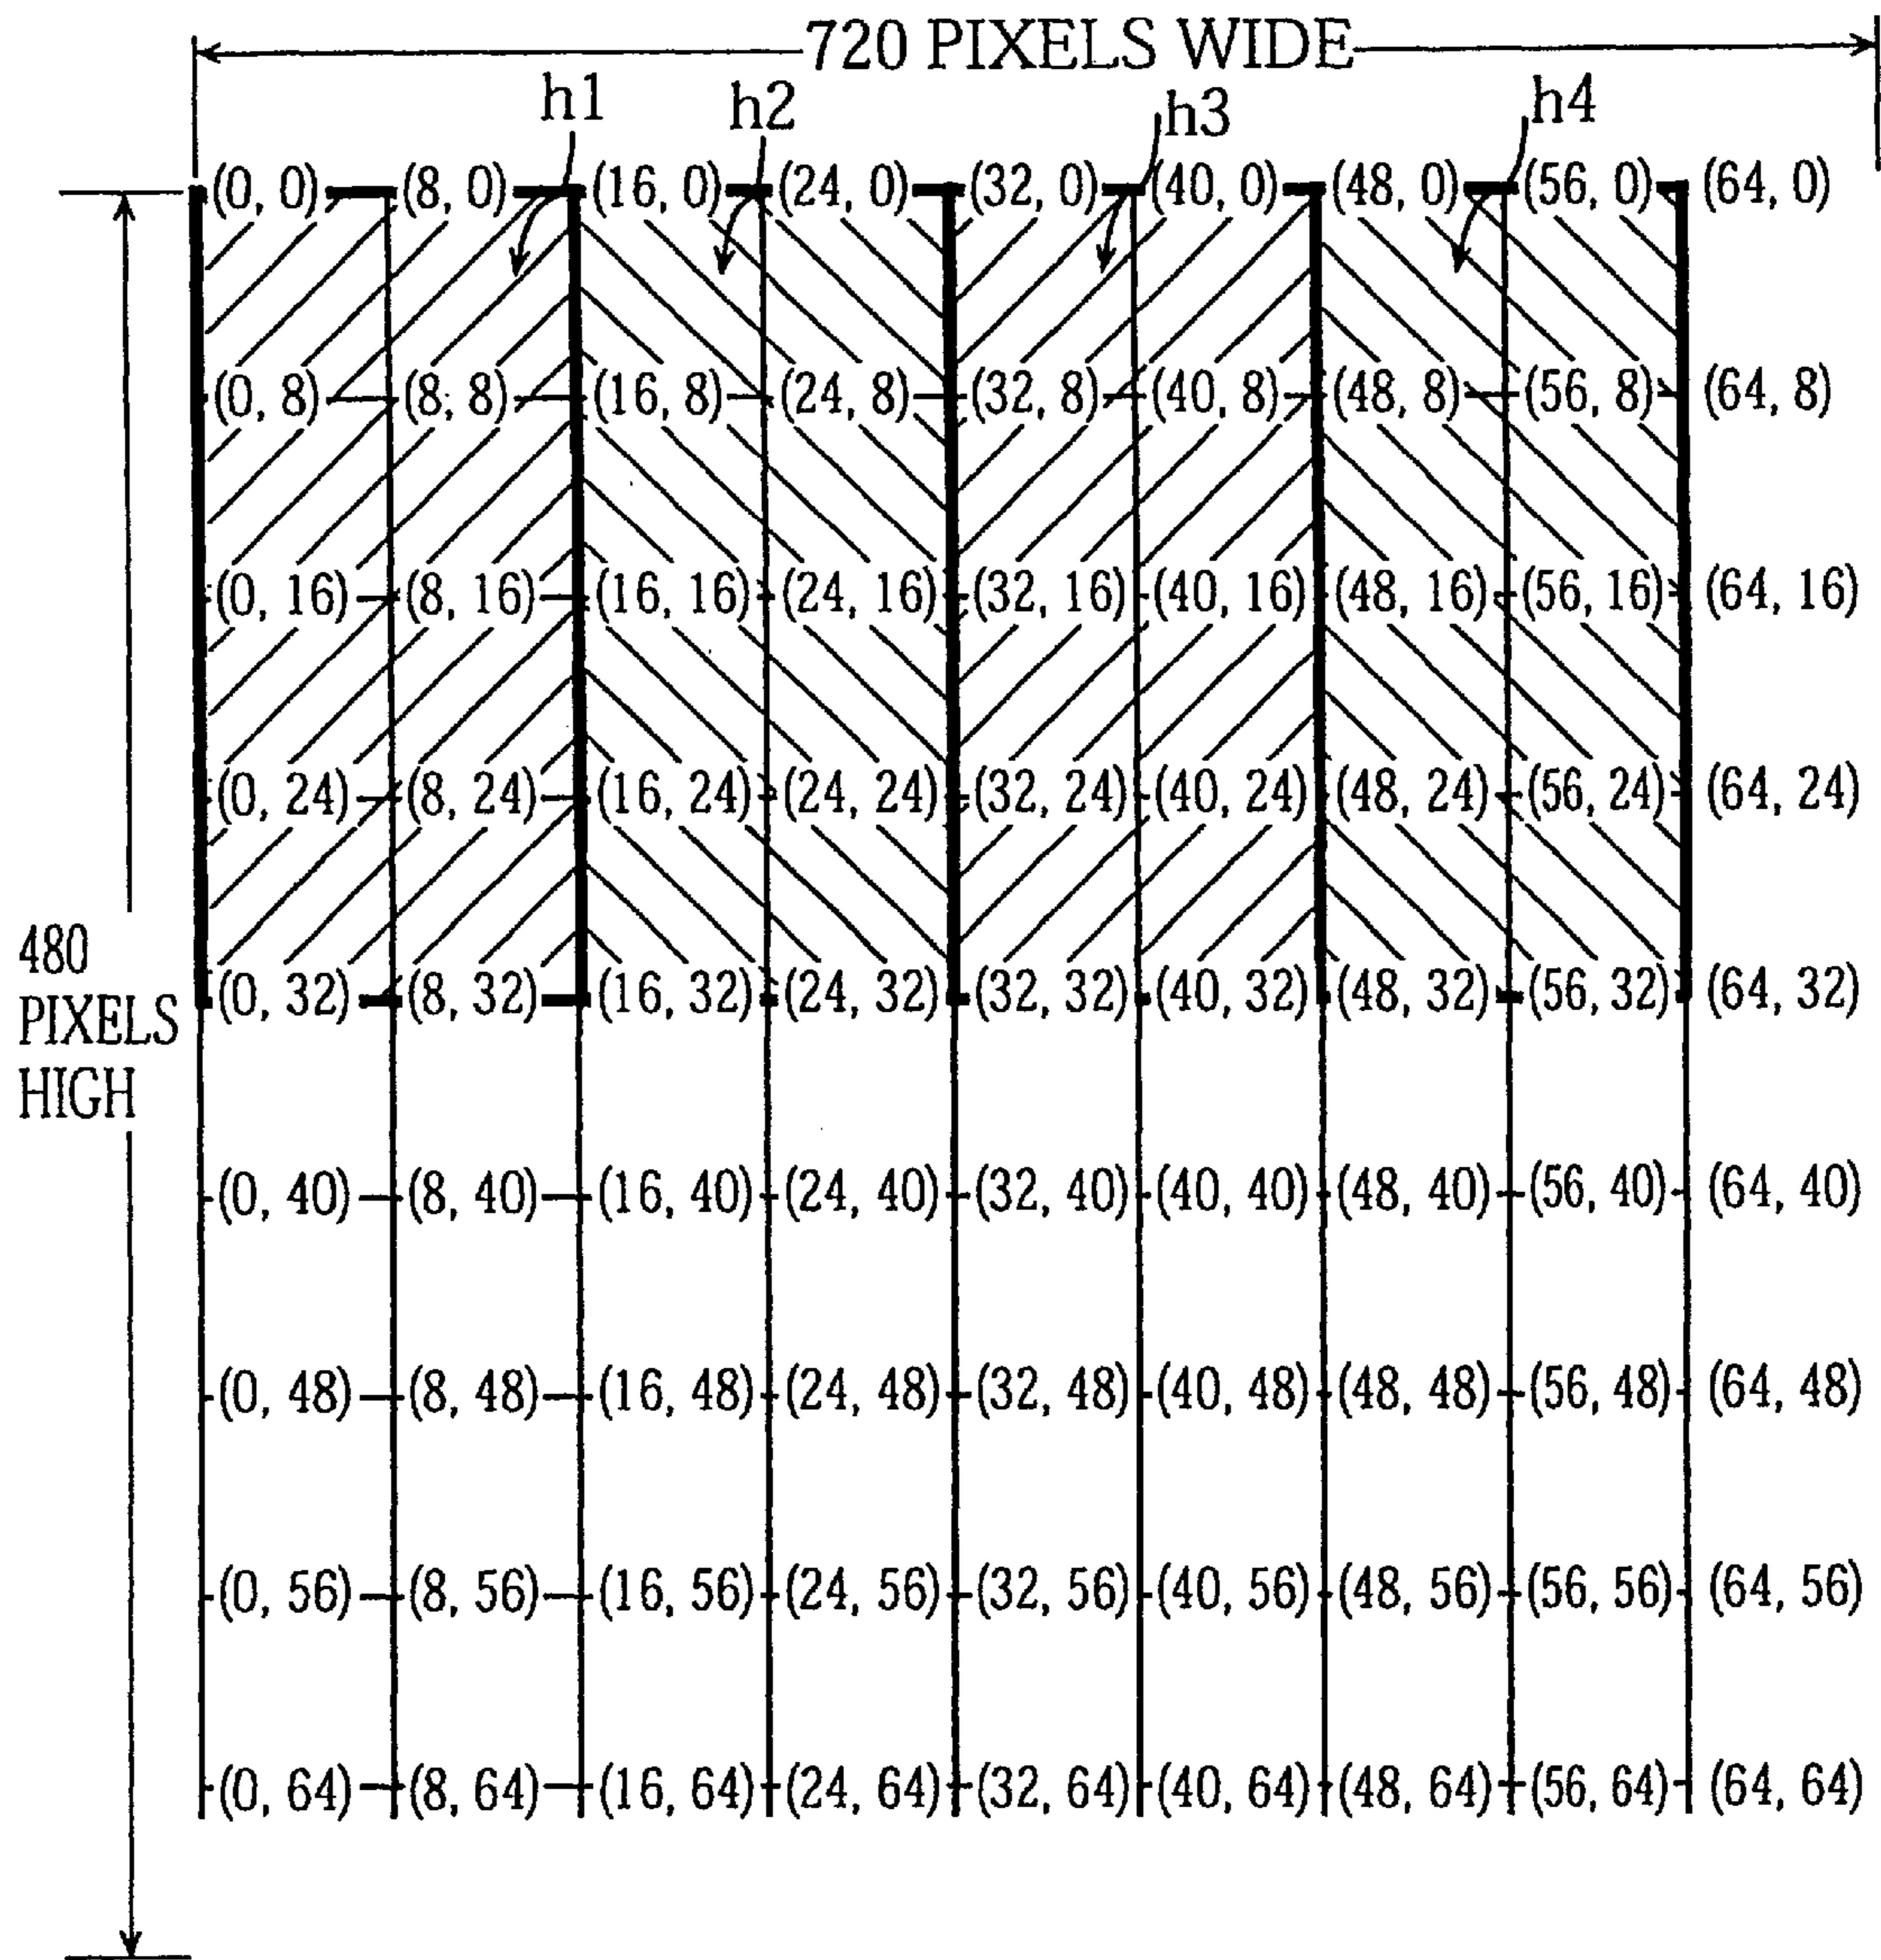 720 PIXELS WIDE
h1 h2 h3 h4
(0, 0) (8, 0) (16, 0) (24, 0) (32, 0) (40, 0) (48, 0) (56, 0) (64, 0)
(0, 8) (8, 8) (16, 8) (24, 8) (32, 8) (40, 8) (48, 8) (56, 8) (64, 8)
(0, 16) (8, 16) (16, 16) (24, 16) (32, 16) (40, 16) (48, 16) (56, 16) (64, 16)
(0, 24) (8, 24) (16, 24) (24, 24) (32, 24) (40, 24) (48, 24) (56, 24) (64, 24)
480
PIXELS
HIGH
(0, 32) (8, 32) (16, 32) (24, 32) (32, 32) (40, 32) (48, 32) (56, 32) (64, 32)
(0, 40) (8, 40) (16, 40) (24, 40) (32, 40) (40, 40) (48, 40) (56, 40) (64, 40)
(0, 48) (8, 48) (16, 48) (24, 48) (32, 48) (40, 48) (48, 48) (56, 48) (64, 48)
(0, 56) (8, 56) (16, 56) (24, 56) (32, 56) (40, 56) (48, 56) (56, 56) (64, 56)
(0, 64) (8, 64) (16, 64) (24, 64) (32, 64) (40, 64) (48, 64) (56, 64) (64, 64)